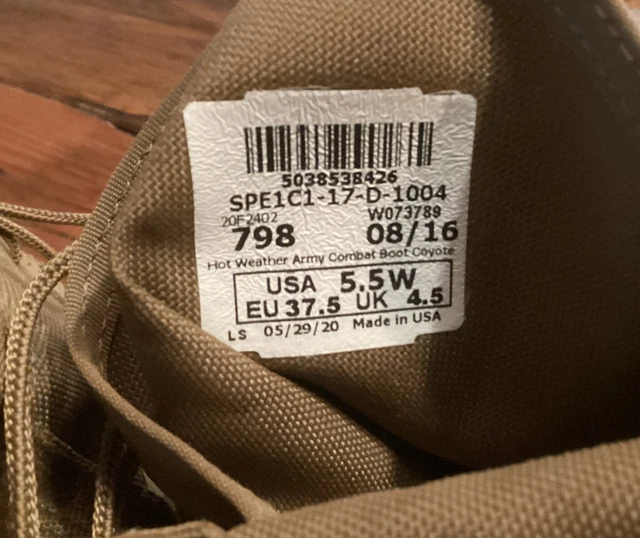 5038538426
SPE1C1-17-D-1004
20F2402 W073789
798 08/16
Hot Weather Army Combat Boot Coyote
USA 5.5W
EU 37.5 UK 4.5
LS 05/29/20 Made in USA